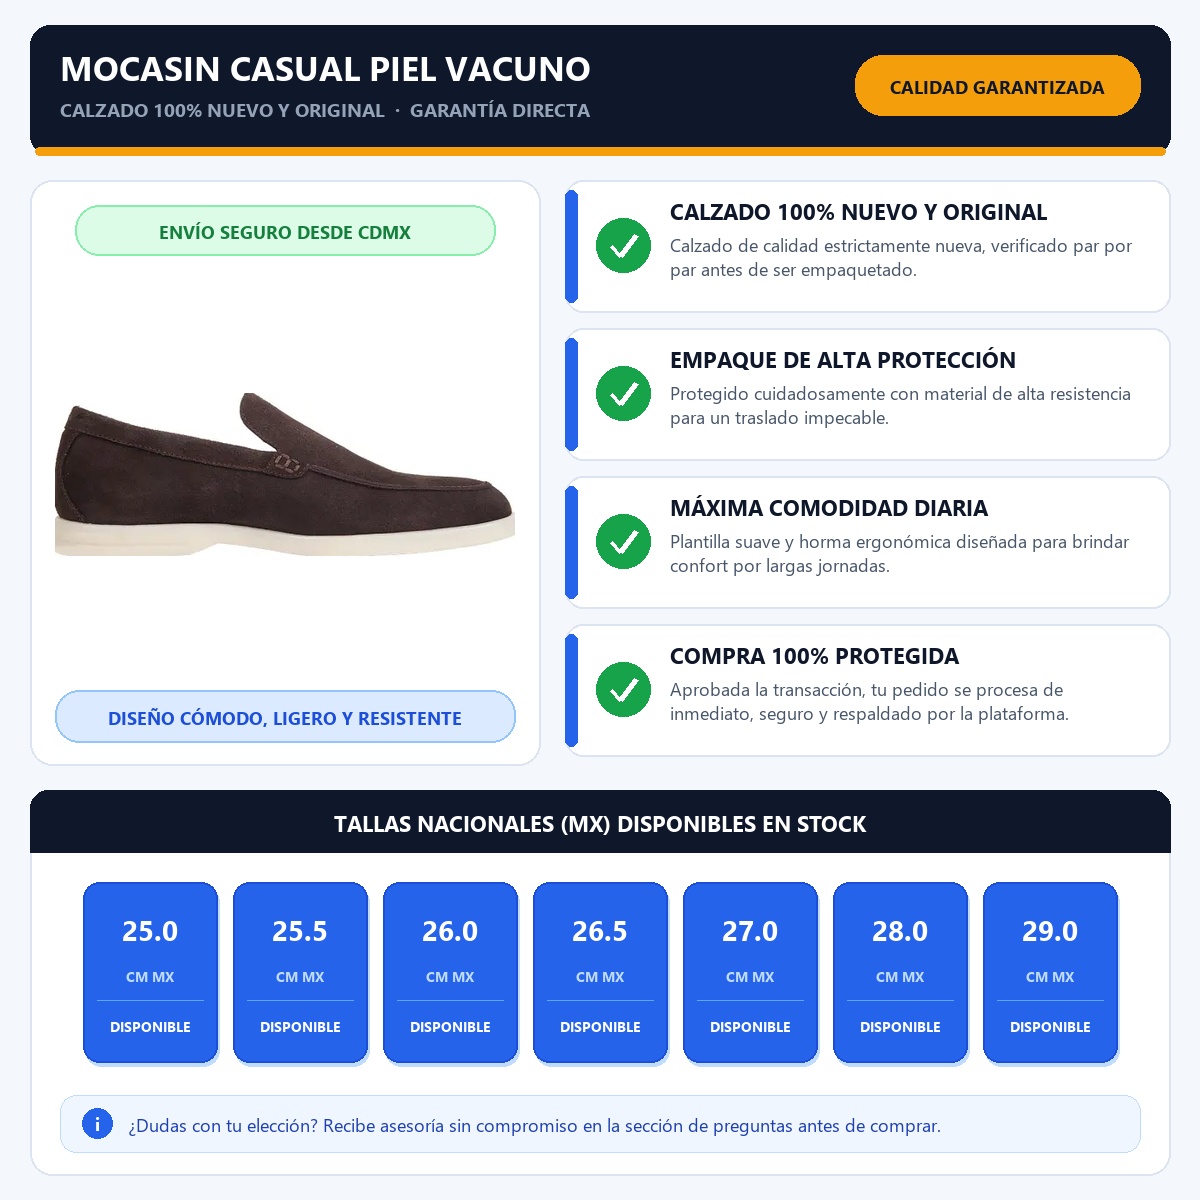 MOCASIN CASUAL PIEL VACUNO
CALZADO 100% NUEVO Y ORIGINAL · GARANTÍA DIRECTA
CALIDAD GARANTIZADA
ENVÍO SEGURO DESDE CDMX
DISEÑO CÓMODO, LIGERO Y RESISTENTE
CALZADO 100% NUEVO Y ORIGINAL
Calzado de calidad estrictamente nueva, verificado par por
par antes de ser empaquetado.
EMPAQUE DE ALTA PROTECCIÓN
Protegido cuidadosamente con material de alta resistencia
para un traslado impecable.
MÁXIMA COMODIDAD DIARIA
Plantilla suave y horma ergonómica diseñada para brindar
confort por largas jornadas.
COMPRA 100% PROTEGIDA
Aprobada la transacción, tu pedido se procesa de
inmediato, seguro y respaldado por la plataforma.
TALLAS NACIONALES (MX) DISPONIBLES EN STOCK
25.0 25.5 26.0 26.5 27.0 28.0 29.0
CM MX CM MX CM MX CM MX CM MX CM MX CM MX
DISPONIBLE DISPONIBLE DISPONIBLE DISPONIBLE DISPONIBLE DISPONIBLE DISPONIBLE
¿Dudas con tu elección? Recibe asesoría sin compromiso en la sección de preguntas antes de comprar.